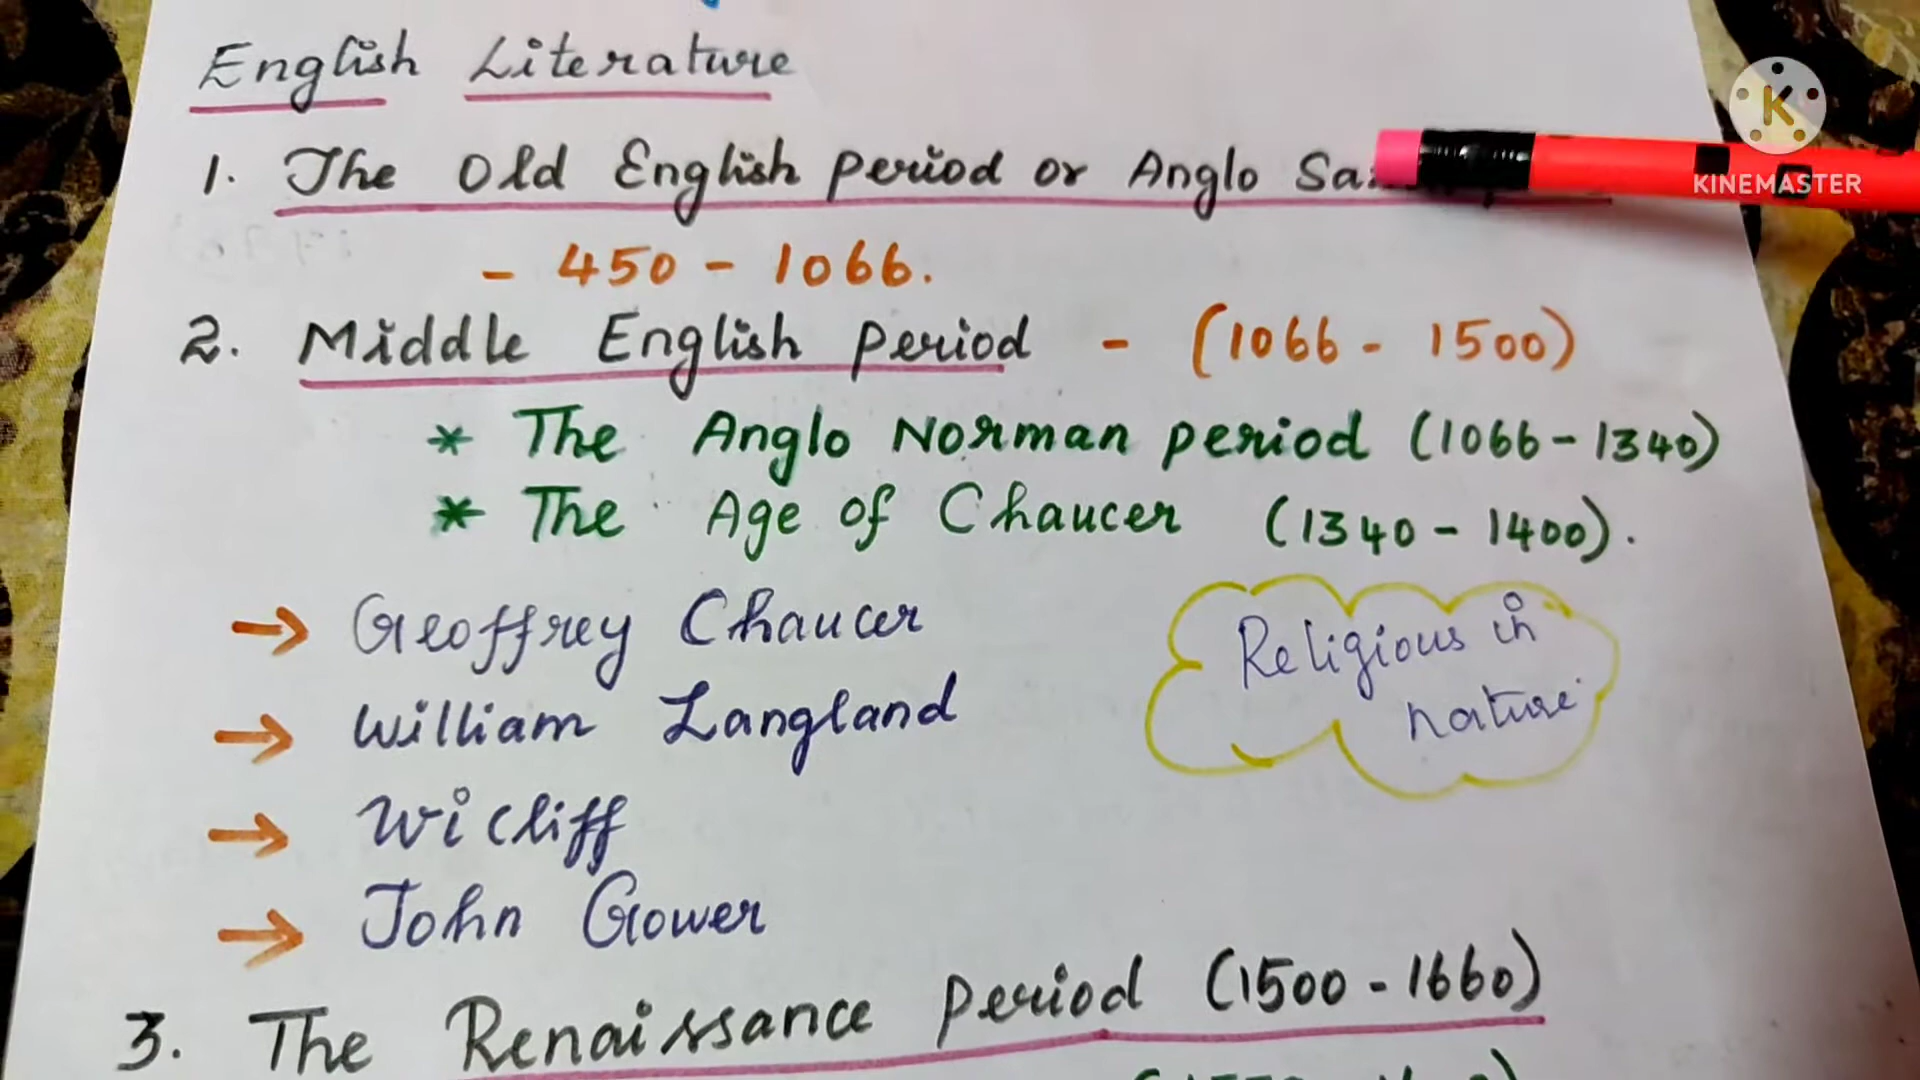 English Literature
1. The Old English Period or Anglo
- 450 - 1066.
2. Middle English Period - (1066 - 1500)
* The Anglo Norman period (1066 - 1340)
* The Age of Chaucer (1340 - 1400).
→ Geoffrey Chaucer
→ William Langland
→ Wicliff
→ John Gower
Religious in
nature
3. The Renaissance Period (1500 - 1660)
KINEMASTER